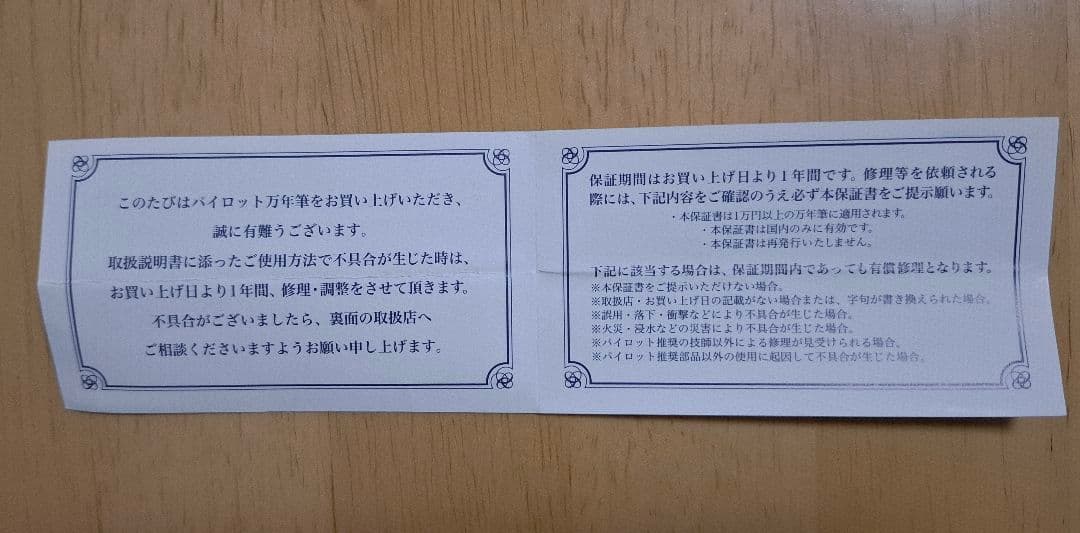 このたびはパイロット万年筆をお買い上げいただき、
誠に有難うございます。
取扱説明書に添ったご使用方法で不具合が生じた時は、
お買い上げ日より1年間、修理・調整をさせて頂きます。
不具合がございましたら、裏面の取扱店へ
ご相談くださいますようお願い申し上げます。
保証期間はお買い上げ日より1年間です。修理等を依頼される
際には、下記内容をご確認のうえ必ず本保証書をご提示願います。
・本保証書は1万円以上の万年筆に適用されます。
・本保証書は国内のみに有効です。
・本保証書は再発行いたしません。
下記に該当する場合は、保証期間内であっても有償修理となります。
※本保証書をご提示いただけない場合。
※取扱店・お買い上げ日の記載がない場合または、字句が書き換えられた場合。
※誤用・落下・衝撃などにより不具合が生じた場合。
※火災・浸水などの災害により不具合が生じた場合。
※パイロット推奨の技師以外による修理が見受けられる場合。
※パイロット推奨部品以外の使用に起因して不具合が生じた場合。